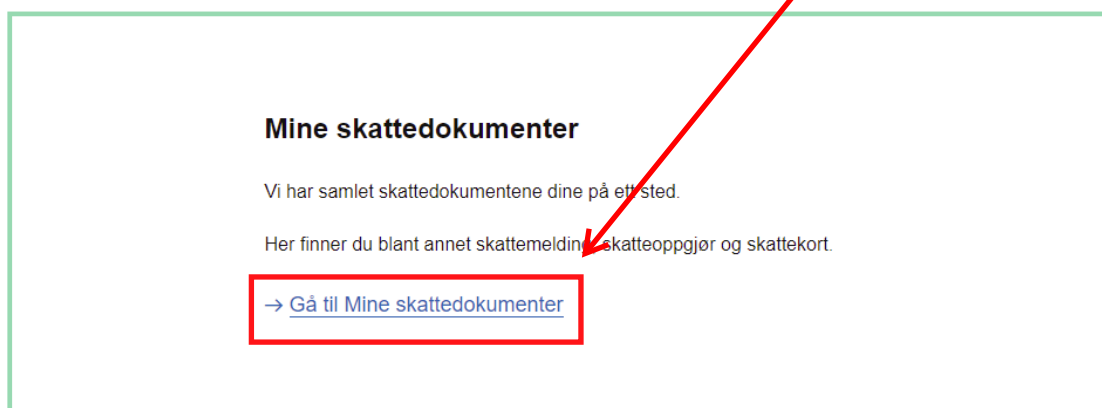 Mine skattedokumenter
Vi har samlet skattedokumentene dine på ett sted.
Her finner du blant annet skattemelding, skatteoppgjør og skattekort.
→ Gå til Mine skattedokumenter